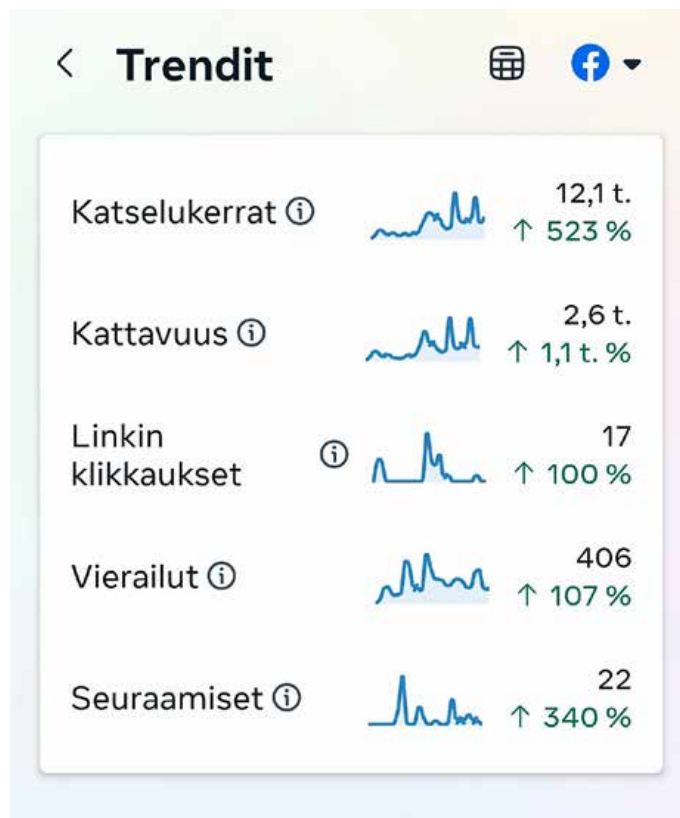 Trendit
Katselukerrat
12,1 t.
↑ 523 %
Kattavuus
2,6 t.
↑ 1,1 t. %
Linkin
klikkaukset
17
↑ 100 %
Vierailut
406
↑ 107 %
Seuraamiset
22
↑ 340 %